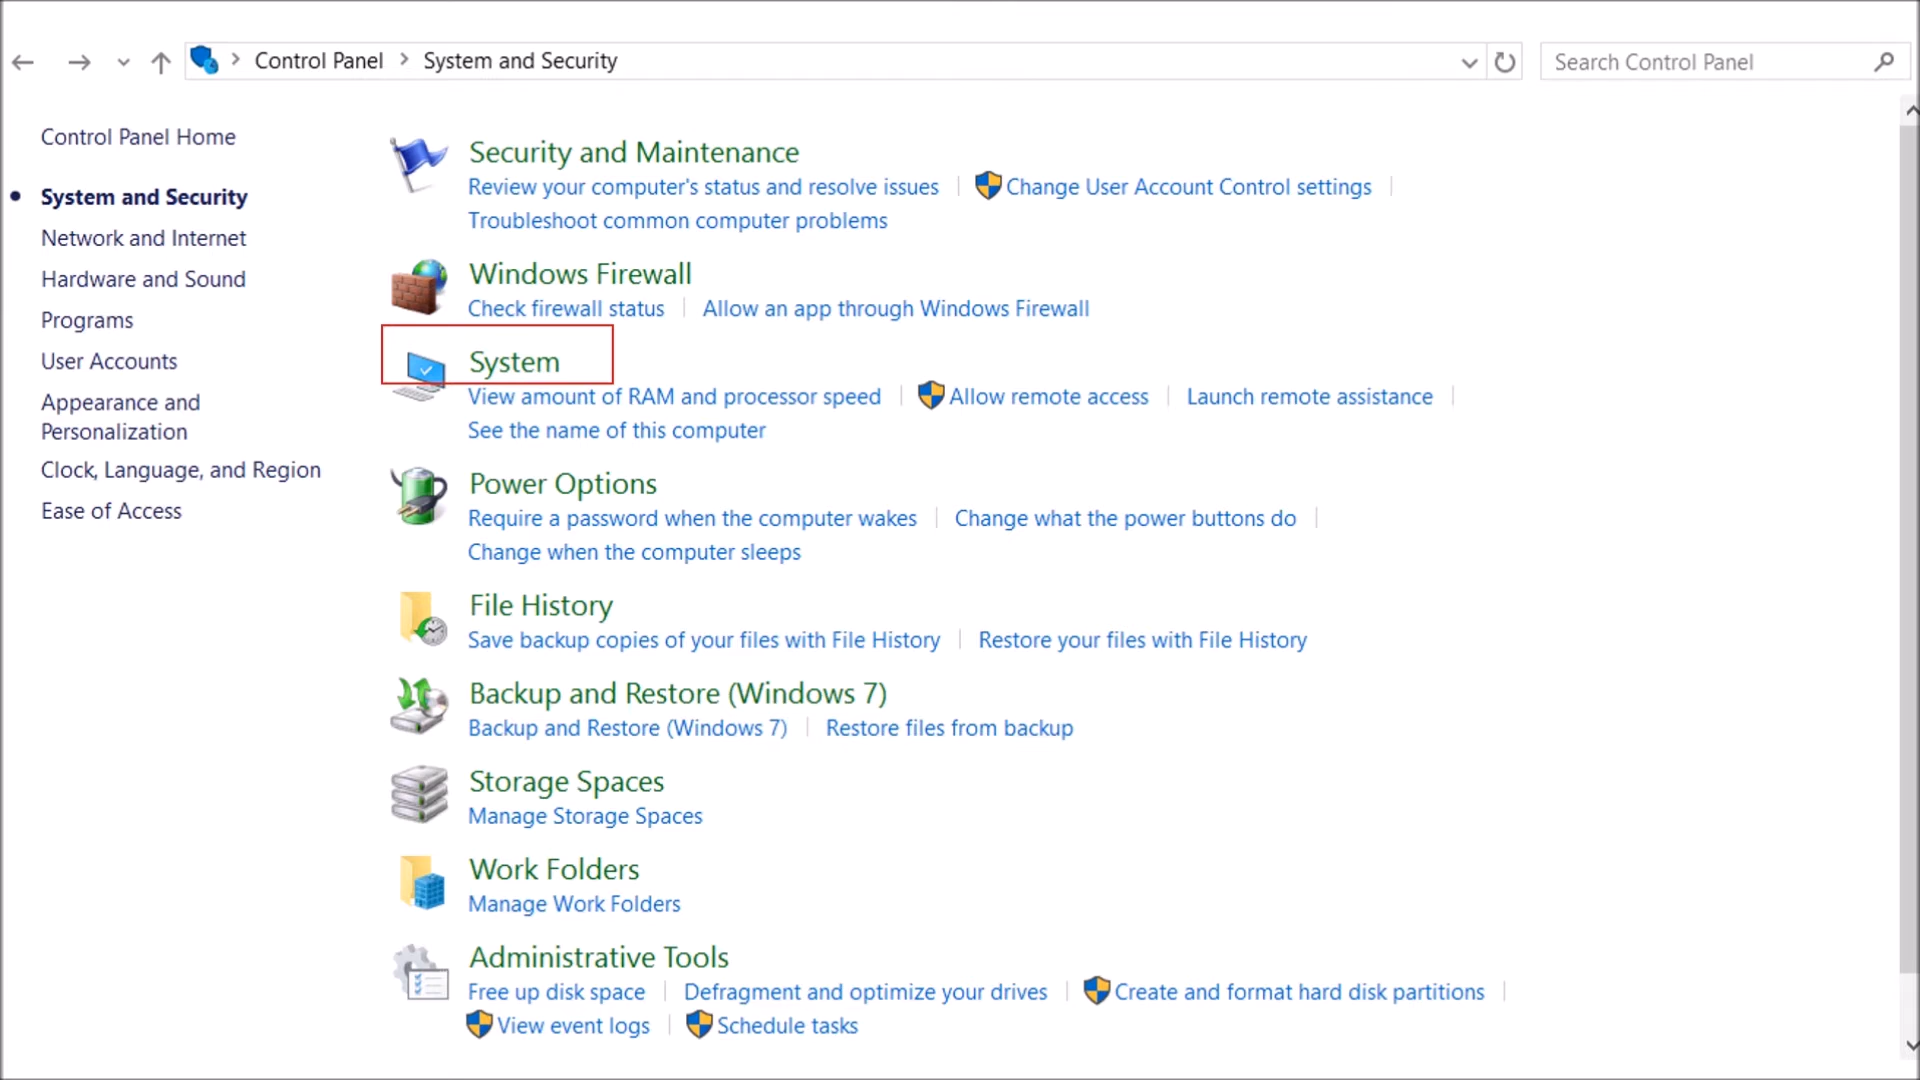 Control Panel > System and Security
Search Control Panel
Control Panel Home
System and Security
Network and Internet
Hardware and Sound
Programs
User Accounts
Appearance and
Personalization
Clock, Language, and Region
Ease of Access
Security and Maintenance
Review your computer's status and resolve issues | Change User Account Control settings |
Troubleshoot common computer problems
Windows Firewall
Check firewall status | Allow an app through Windows Firewall
System
View amount of RAM and processor speed | Allow remote access | Launch remote assistance |
See the name of this computer
Power Options
Require a password when the computer wakes | Change what the power buttons do |
Change when the computer sleeps
File History
Save backup copies of your files with File History | Restore your files with File History
Backup and Restore (Windows 7)
Backup and Restore (Windows 7) | Restore files from backup
Storage Spaces
Manage Storage Spaces
Work Folders
Manage Work Folders
Administrative Tools
Free up disk space | Defragment and optimize your drives | Create and format hard disk partitions |
View event logs | Schedule tasks